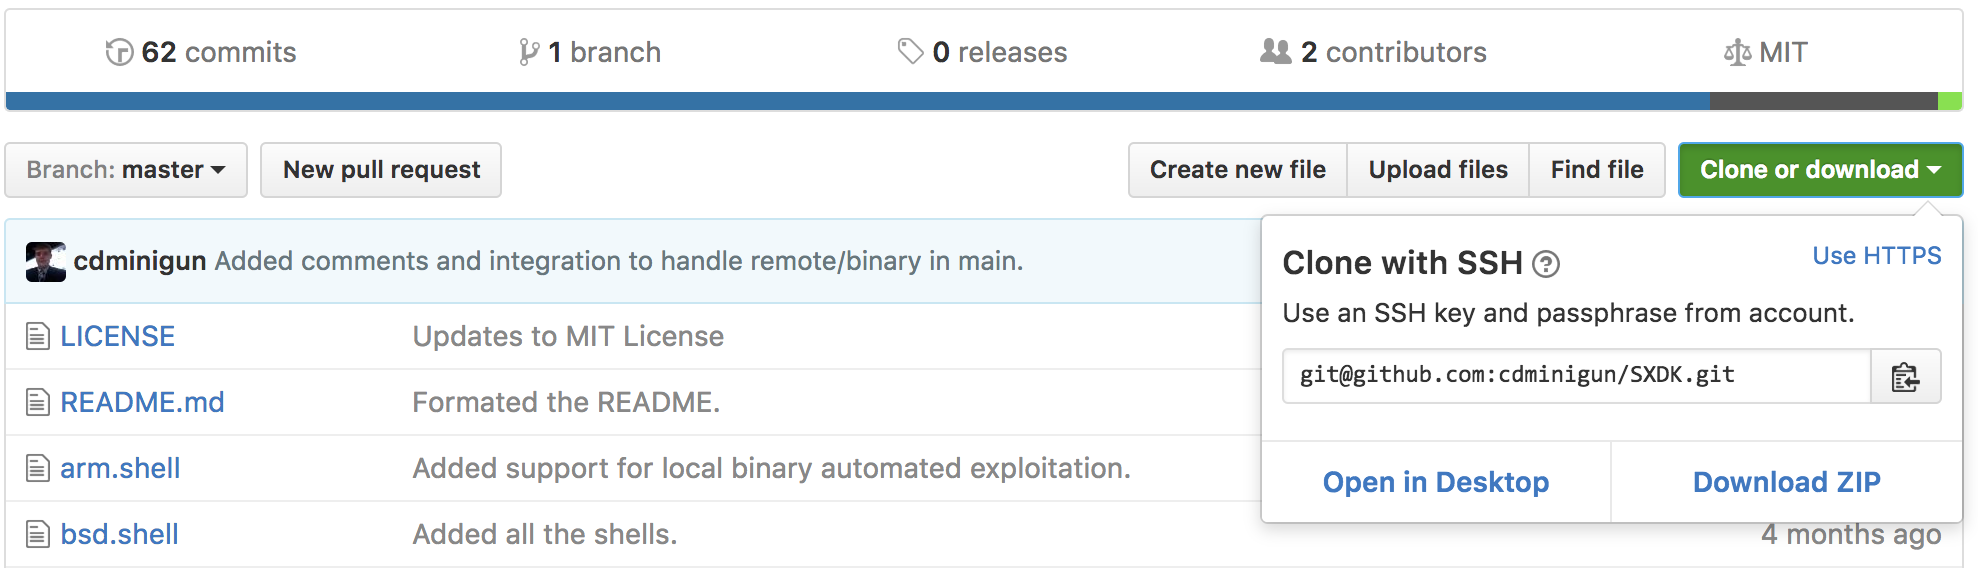 62 commits 1 branch 0 releases 2 contributors MIT
Branch: master New pull request Create new file Upload files Find file Clone or download
cdminigun Added comments and integration to handle remote/binary in main.
LICENSE Updates to MIT License
README.md Formated the README.
arm.shell Added support for local binary automated exploitation.
bsd.shell Added all the shells. 4 months ago
Clone with SSH ? Use HTTPS
Use an SSH key and passphrase from account.
git@github.com:cdminigun/SXDK.git
Open in Desktop Download ZIP